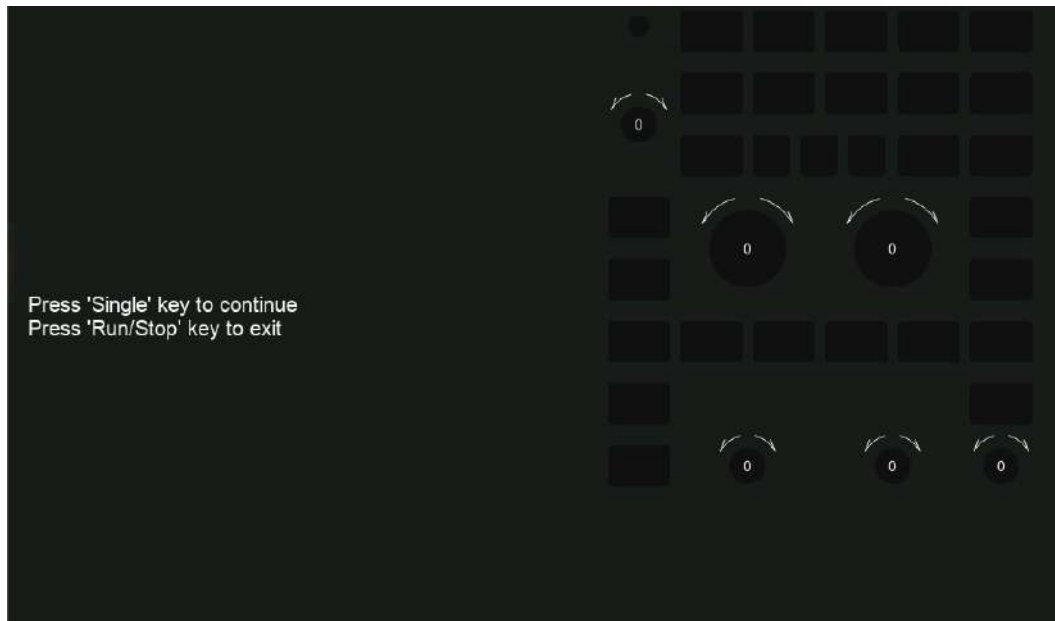 0
0 0
Press 'Single' key to continue
Press 'Run/Stop' key to exit
0 0 0